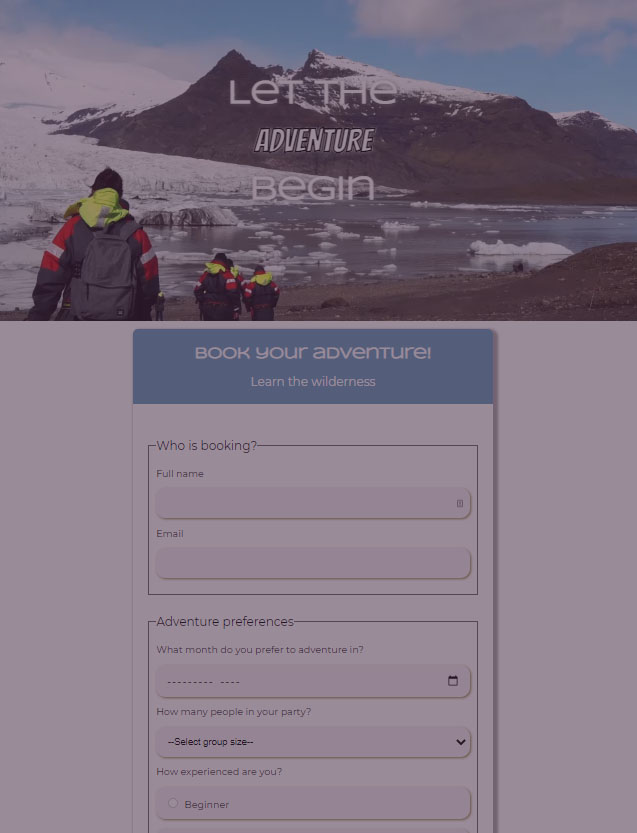 Let The
ADVENTURE
Begin
Book your adventure!
Learn the wilderness
Who is booking?
Full name
Email
Adventure preferences
What month do you prefer to adventure in?
--------- ----
How many people in your party?
--Select group size--
How experienced are you?
Beginner